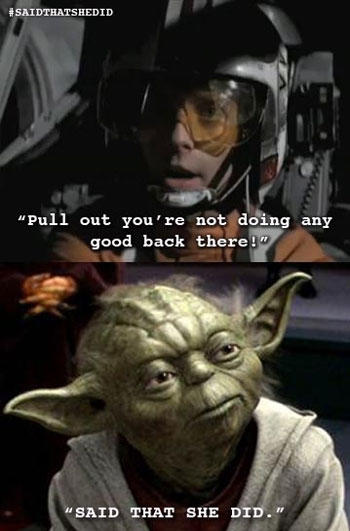 #SAIDTHATSHEDID
“Pull out you’re not doing any
good back there!”
“SAID THAT SHE DID.”